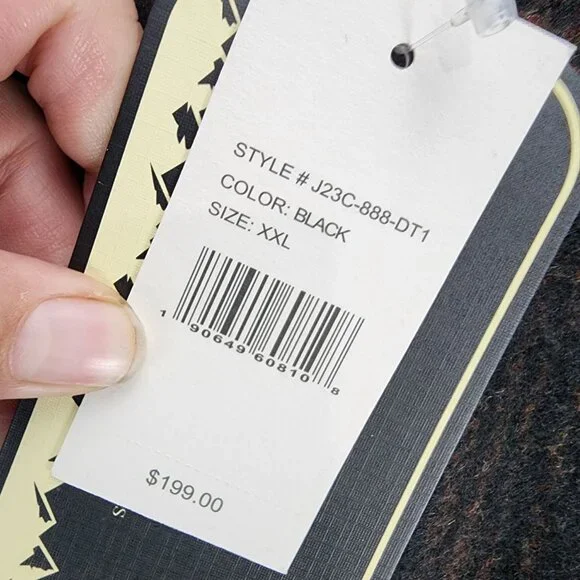 STYLE # J23C-888-DT1
COLOR: BLACK
SIZE: XXL
1 90649 60810 8
$199.00
S